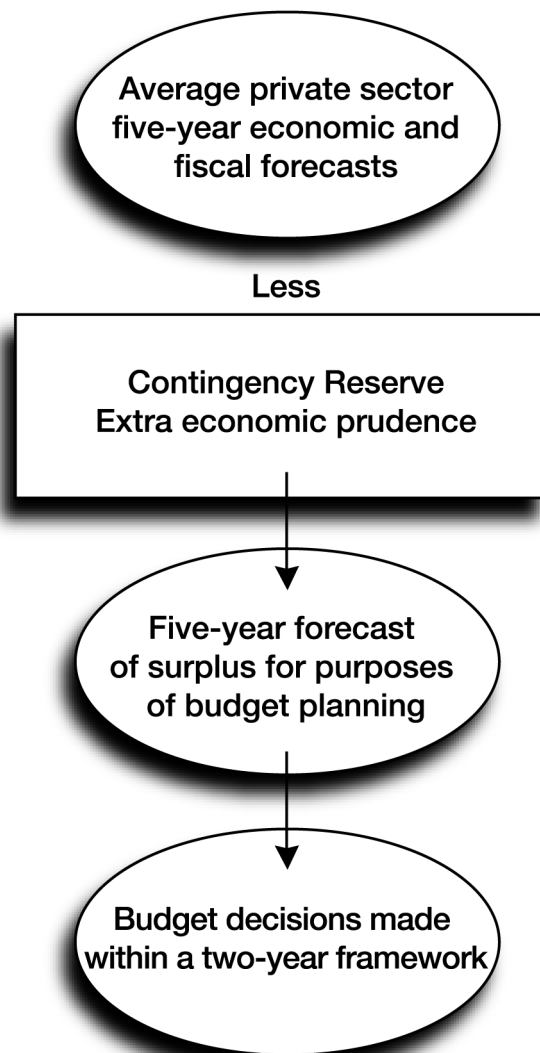 Average private sector
five-year economic and
fiscal forecasts
Less
Contingency Reserve
Extra economic prudence
Five-year forecast
of surplus for purposes
of budget planning
Budget decisions made
within a two-year framework